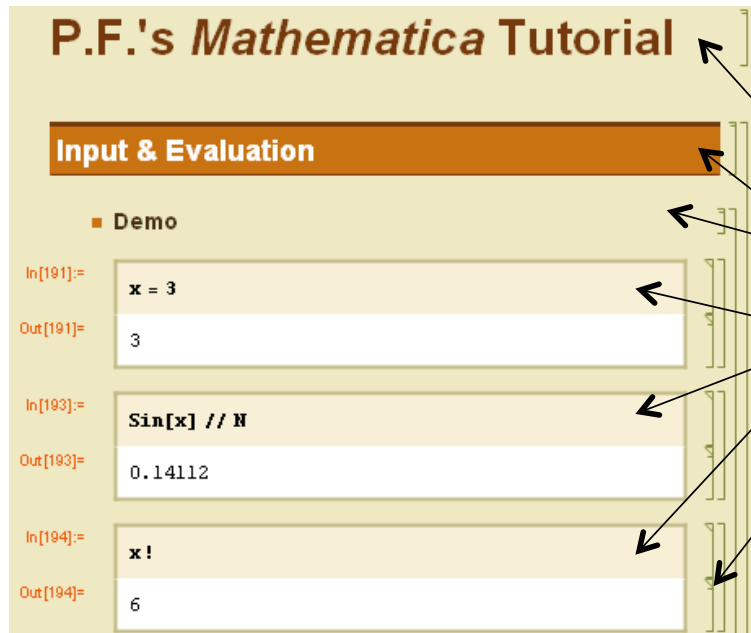 P.F.'s Mathematica Tutorial
Input & Evaluation
Demo
In[191]:=
x = 3
Out[191]=
3
In[193]:=
Sin[x] // N
Out[193]=
0.14112
In[194]:=
x!
Out[194]=
6